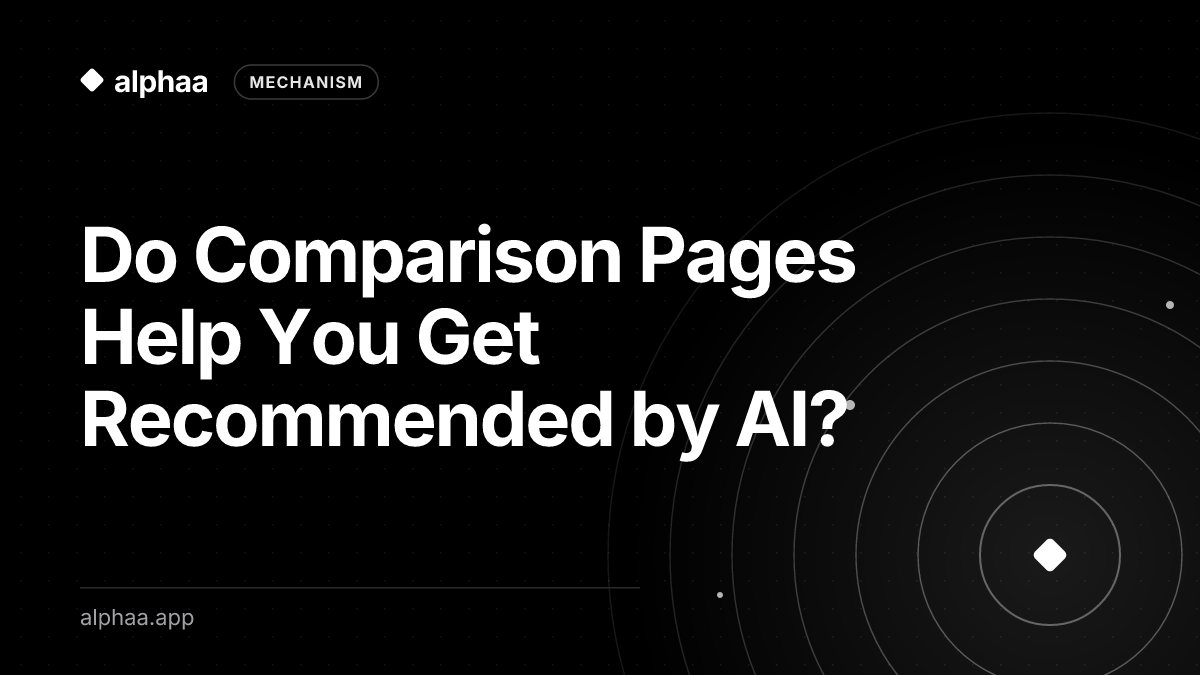 alphaa
MECHANISM
Do Comparison Pages
Help You Get
Recommended by AI?
alphaa.app